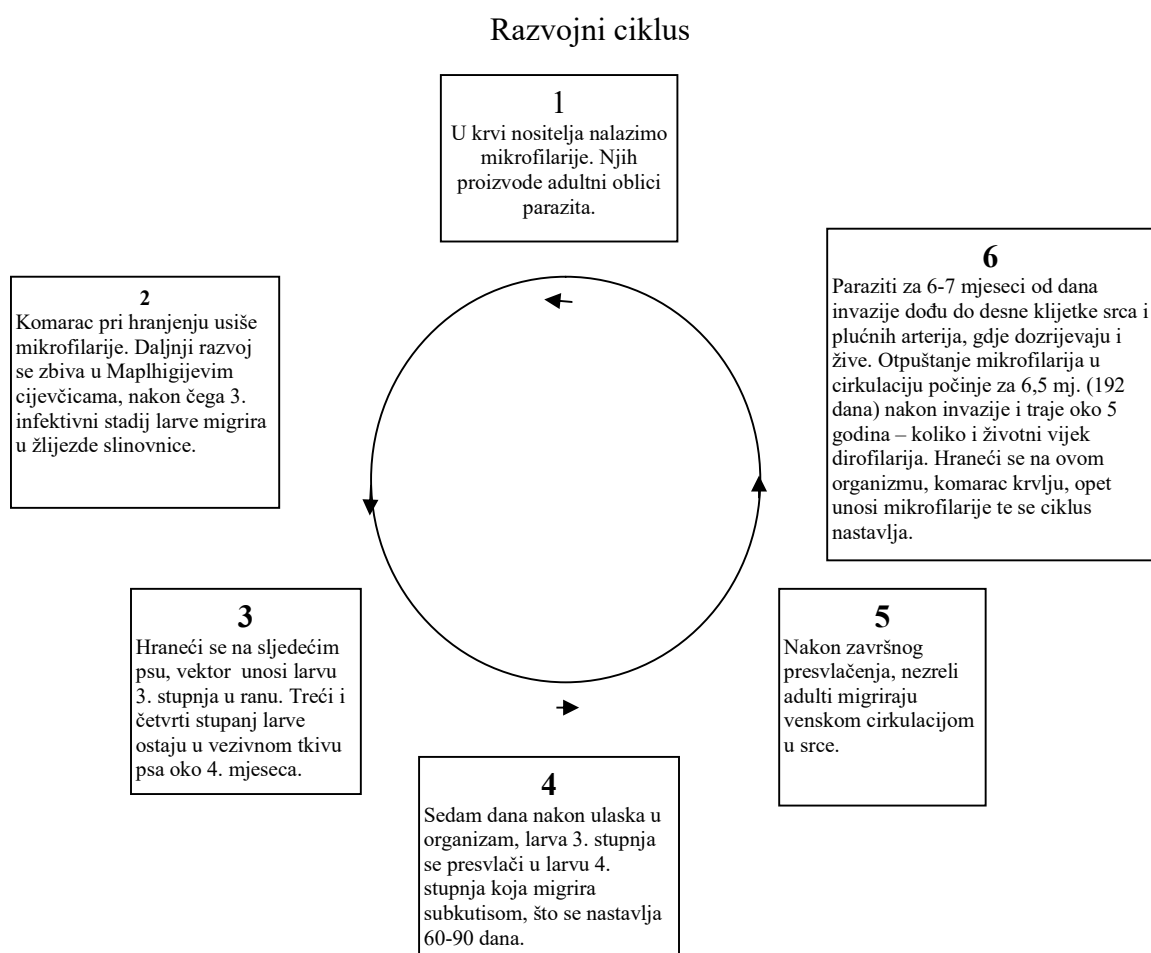 Razvojni ciklus
1
U krvi nositelja nalazimo
mikrofilarije. Njih
proizvode adultni oblici
parazita.
2
Komarac pri hranjenju usiše
mikrofilarije. Daljnji razvoj
se zbiva u Maplhigijevim
cijevčicama, nakon čega 3.
infektivni stadij larve migrira
u žlijezde slinovnice.
3
Hraneći se na sljedećim
psu, vektor unosi larvu
3. stupnja u ranu. Treći i
četvrti stupanj larve
ostaju u vezivnom tkivu
psa oko 4. mjeseca.
4
Sedam dana nakon ulaska u
organizam, larva 3. stupnja
se presvlači u larvu 4.
stupnja koja migrira
subkutisom, što se nastavlja
60-90 dana.
5
Nakon završnog
presvlačenja, nezreli
adulti migriraju
venskom cirkulacijom
u srce.
6
Paraziti za 6-7 mjeseci od dana
invazije dođu do desne klijetke srca i
plućnih arterija, gdje dozrijevaju i
žive. Otpuštanje mikrofilarija u
cirkulaciju počinje za 6,5 mj. (192
dana) nakon invazije i traje oko 5
godina – koliko i životni vijek
dirofilarija. Hraneći se na ovom
organizmu, komarac krvlju, opet
unosi mikrofilarije te se ciklus
nastavlja.